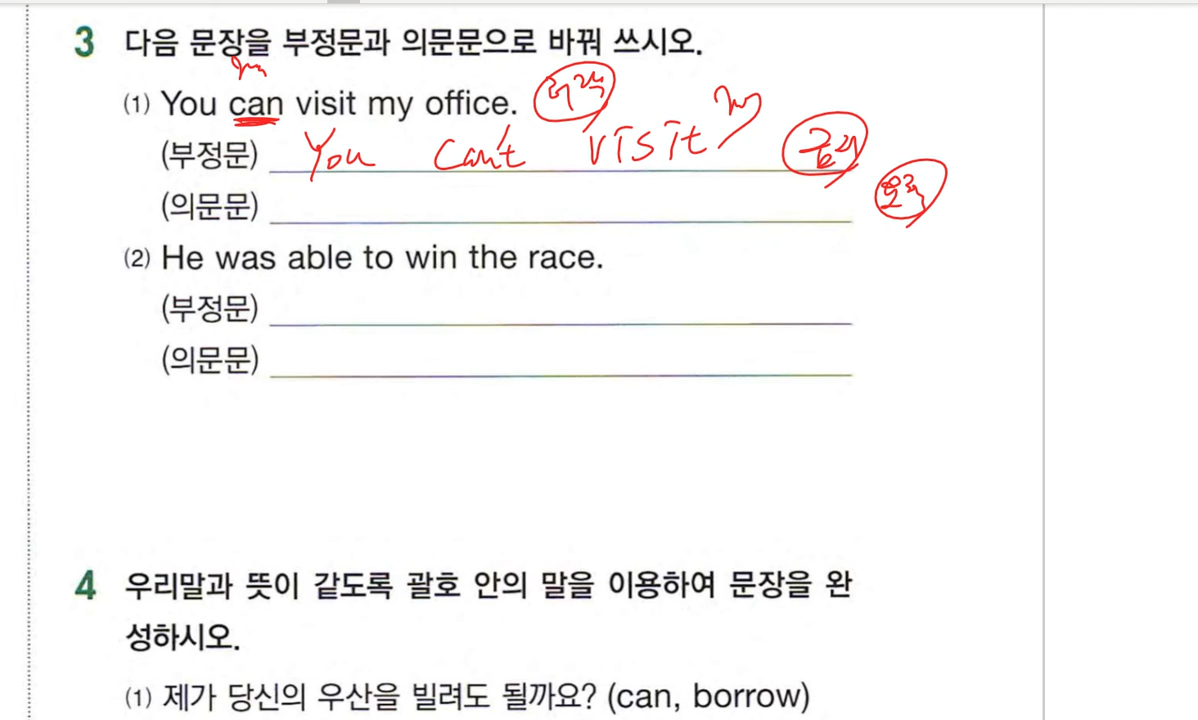 3 다음 문장을 부정문과 의문문으로 바꿔 쓰시오.
(1) You can visit my office. 허락
(부정문) You can't visit
(의문문)
(2) He was able to win the race.
(부정문)
(의문문)
4 우리말과 뜻이 같도록 괄호 안의 말을 이용하여 문장을 완
성하시오.
(1) 제가 당신의 우산을 빌려도 될까요? (can, borrow)